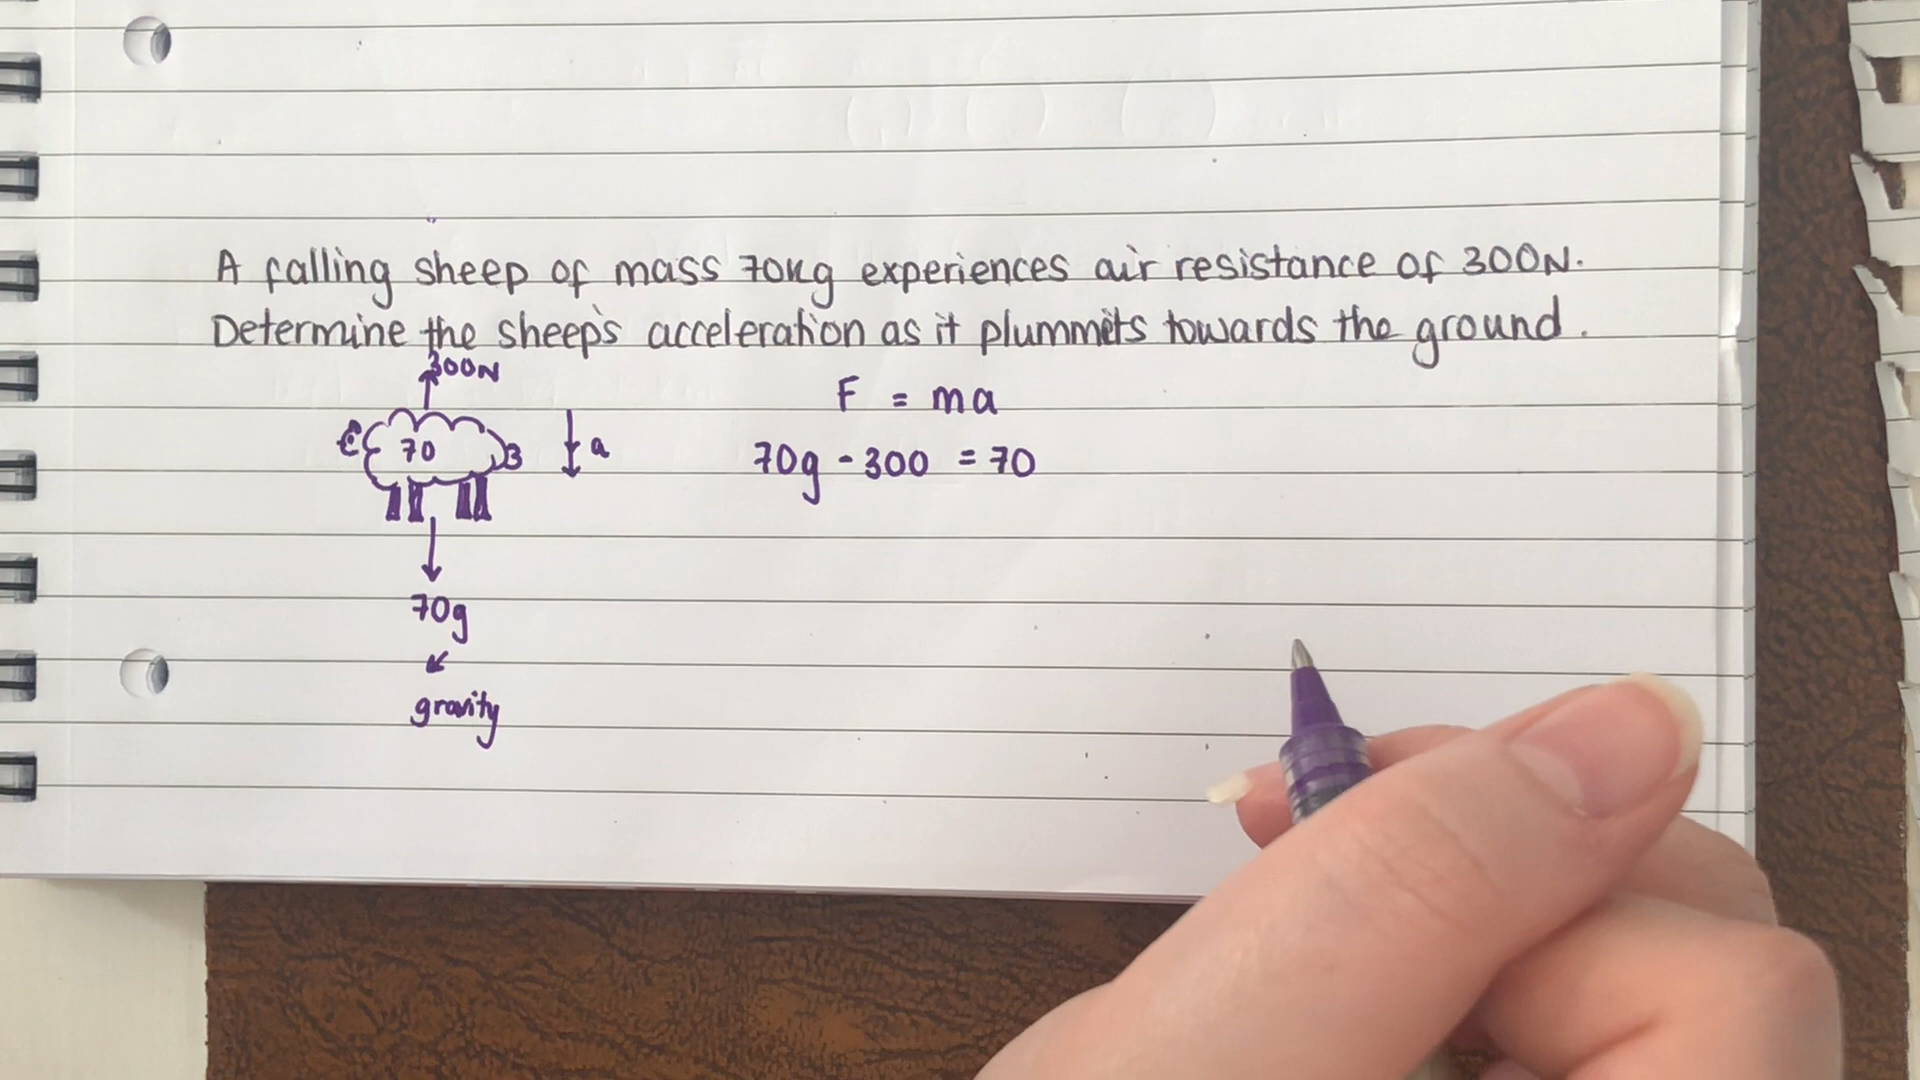 A falling sheep of mass 70kg experiences air resistance of 300N.
Determine the sheep's acceleration as it plummets towards the ground.
300N
70
a
70g
gravity
F = ma
70g - 300 = 70